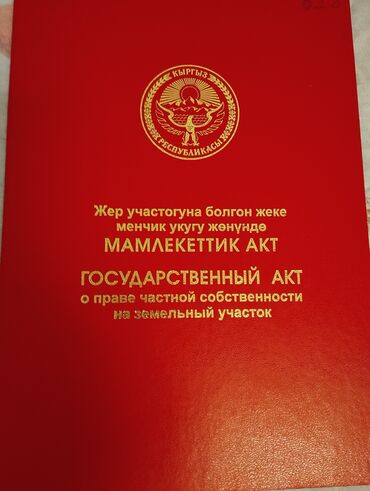 КЫРГЫЗ
РЕСПУБЛИКАСЫ
Жер участогуна болгон жеке
менчик укугу жөнүндө
МАМЛЕКЕТТИК АКТ
ГОСУДАРСТВЕННЫЙ АКТ
о праве частной собственности
на земельный участок